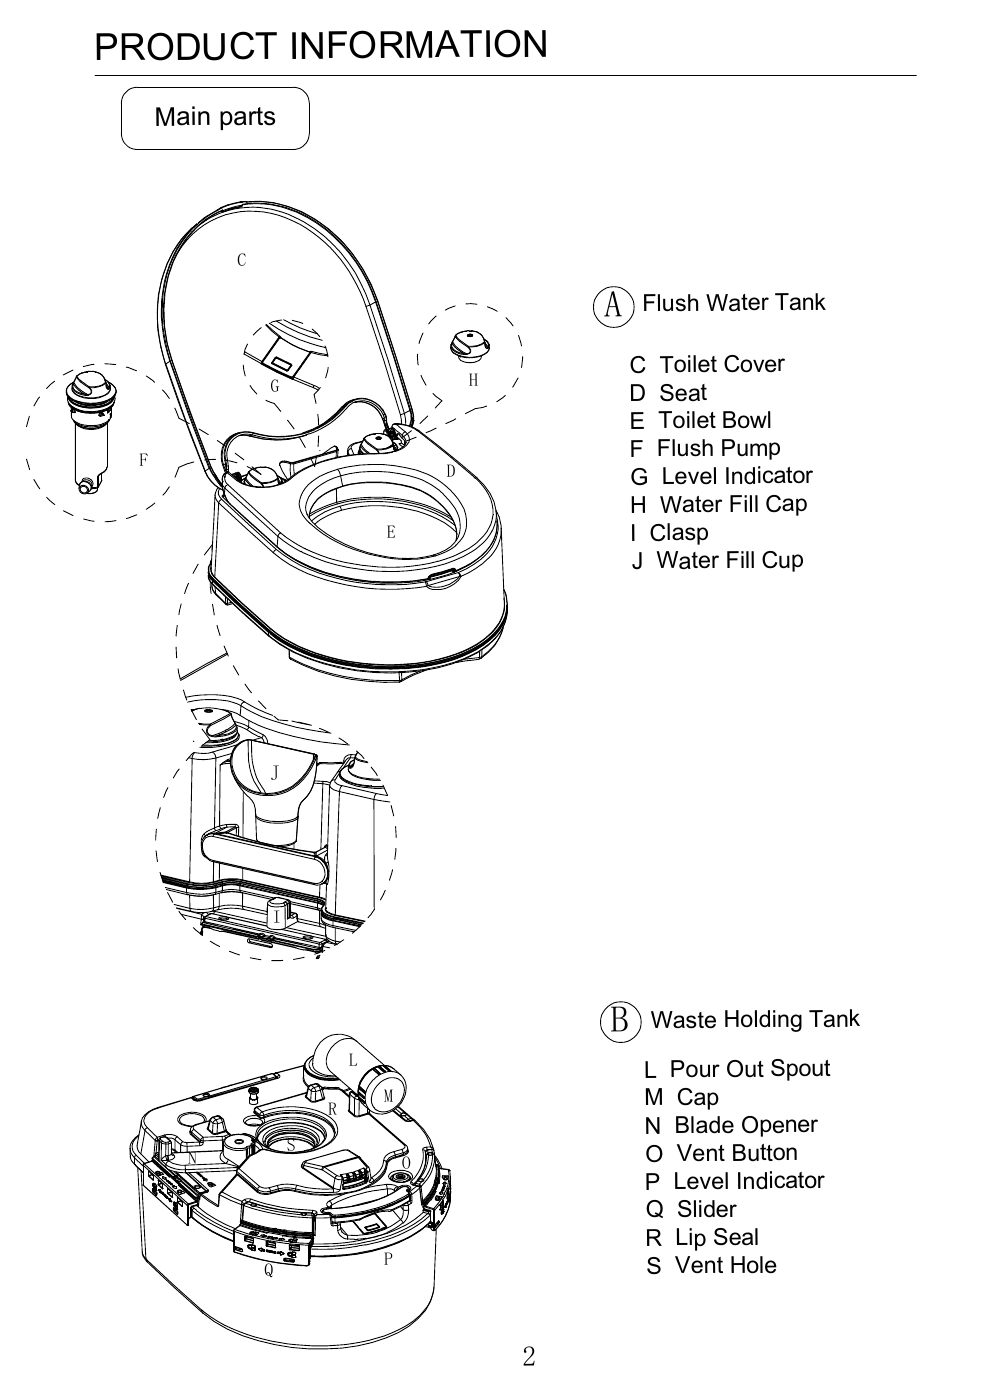 PRODUCT INFORMATION
Main parts
C
G
H
F
D
E
J
I
A Flush Water Tank
C Toilet Cover
D Seat
E Toilet Bowl
F Flush Pump
G Level Indicator
H Water Fill Cap
I Clasp
J Water Fill Cup
L
M
R
S
N
O
P
Q
B Waste Holding Tank
L Pour Out Spout
M Cap
N Blade Opener
O Vent Button
P Level Indicator
Q Slider
R Lip Seal
S Vent Hole
2